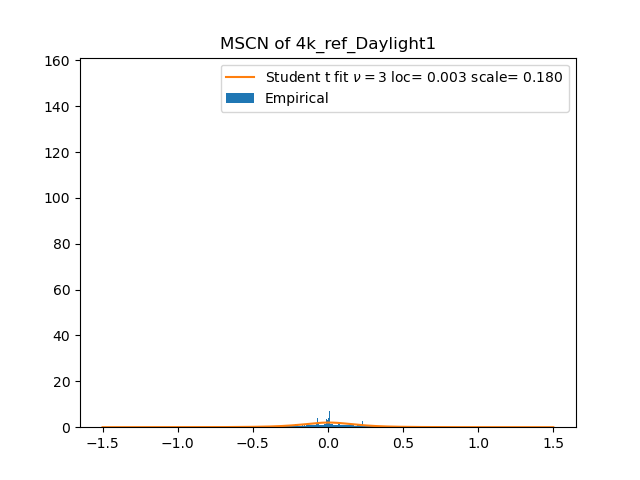 MSCN of 4k_ref_Daylight1
Student t fit ν = 3 loc= 0.003 scale= 0.180
Empirical
160
140
120
100
80
60
40
20
0
−1.5 −1.0 −0.5 0.0 0.5 1.0 1.5